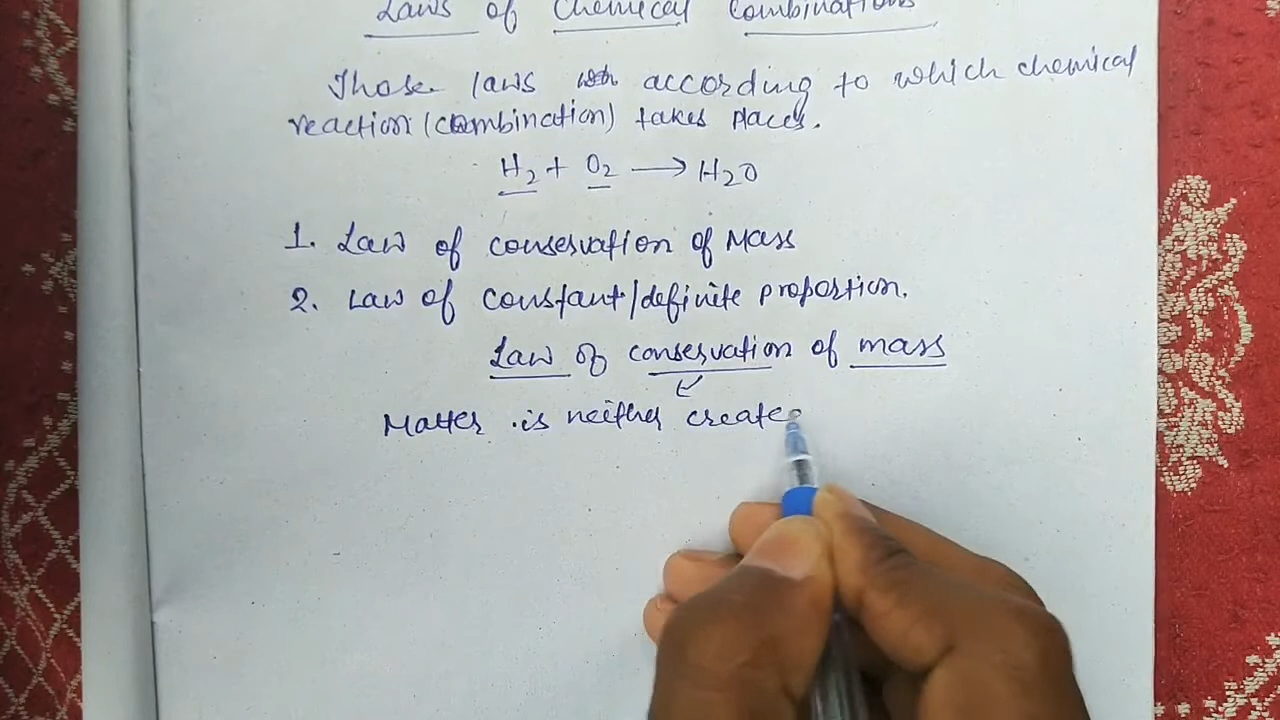 Laws of Chemical Combinations
Those laws according to which chemical
reaction (combination) takes places.
H2 + O2 → H2O
1. Law of conservation of Mass
2. Law of constant/definite proportion.
Law of conservation of mass
Matter is neither create